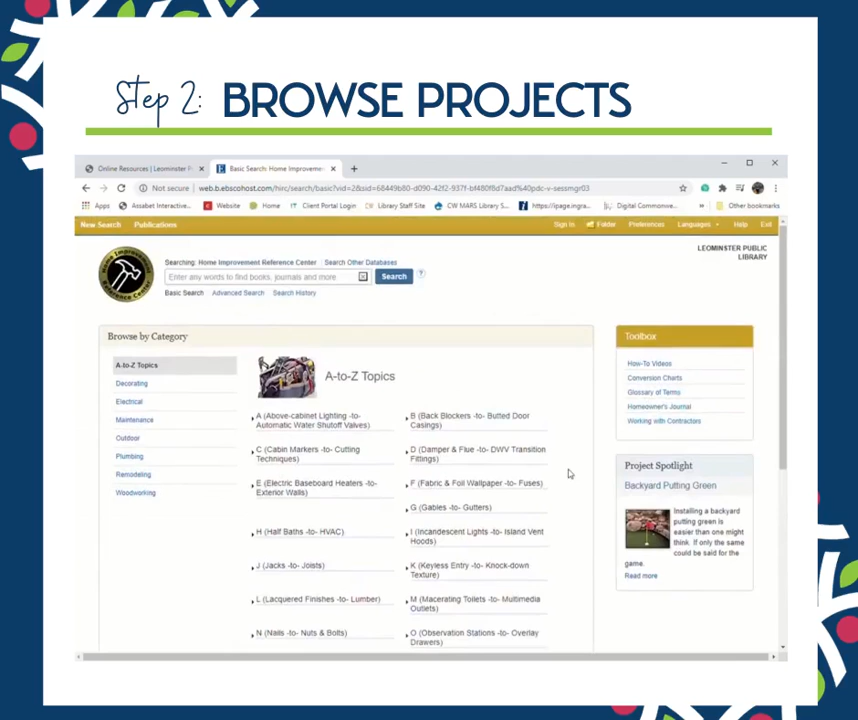 Step 2: BROWSE PROJECTS
Online Resources | Leominster P
Basic Search: Home Improvemen
Not secure | web.b.ebscohost.com/hirc/search/basic?vid=2&sid=68449b80-d090-42f2-937f-bf480f8d7aad%40pdc-v-sessmgr03
Apps Assabet Interactive... Website Home Client Portal Login Library Staff Site CW MARS Library S... https://ipage.ingra... Digital Commonwe... » Other bookmarks
New Search Publications Sign In Folder Preferences Languages Help Exit
LEOMINSTER PUBLIC
LIBRARY
Home Improvement
Reference Center
Searching: Home Improvement Reference Center Search Other Databases
Enter any words to find books, journals and more Search ?
Basic Search Advanced Search Search History
Browse by Category
A-to-Z Topics
Decorating
Electrical
Maintenance
Outdoor
Plumbing
Remodeling
Woodworking
A-to-Z Topics
A (Above-cabinet Lighting -to-
Automatic Water Shutoff Valves)
B (Back Blockers -to- Butted Door
Casings)
C (Cabin Markers -to- Cutting
Techniques)
D (Damper & Flue -to- DWV Transition
Fittings)
E (Electric Baseboard Heaters -to-
Exterior Walls)
F (Fabric & Foil Wallpaper -to- Fuses)
G (Gables -to- Gutters)
H (Half Baths -to- HVAC)
I (Incandescent Lights -to- Island Vent
Hoods)
J (Jacks -to- Joists)
K (Keyless Entry -to- Knock-down
Texture)
L (Lacquered Finishes -to- Lumber)
M (Macerating Toilets -to- Multimedia
Outlets)
N (Nails -to- Nuts & Bolts)
O (Observation Stations -to- Overlay
Drawers)
Toolbox
How-To Videos
Conversion Charts
Glossary of Terms
Homeowner's Journal
Working with Contractors
Project Spotlight
Backyard Putting Green
Installing a backyard
putting green is
easier than one might
think. If only the same
could be said for the
game.
Read more